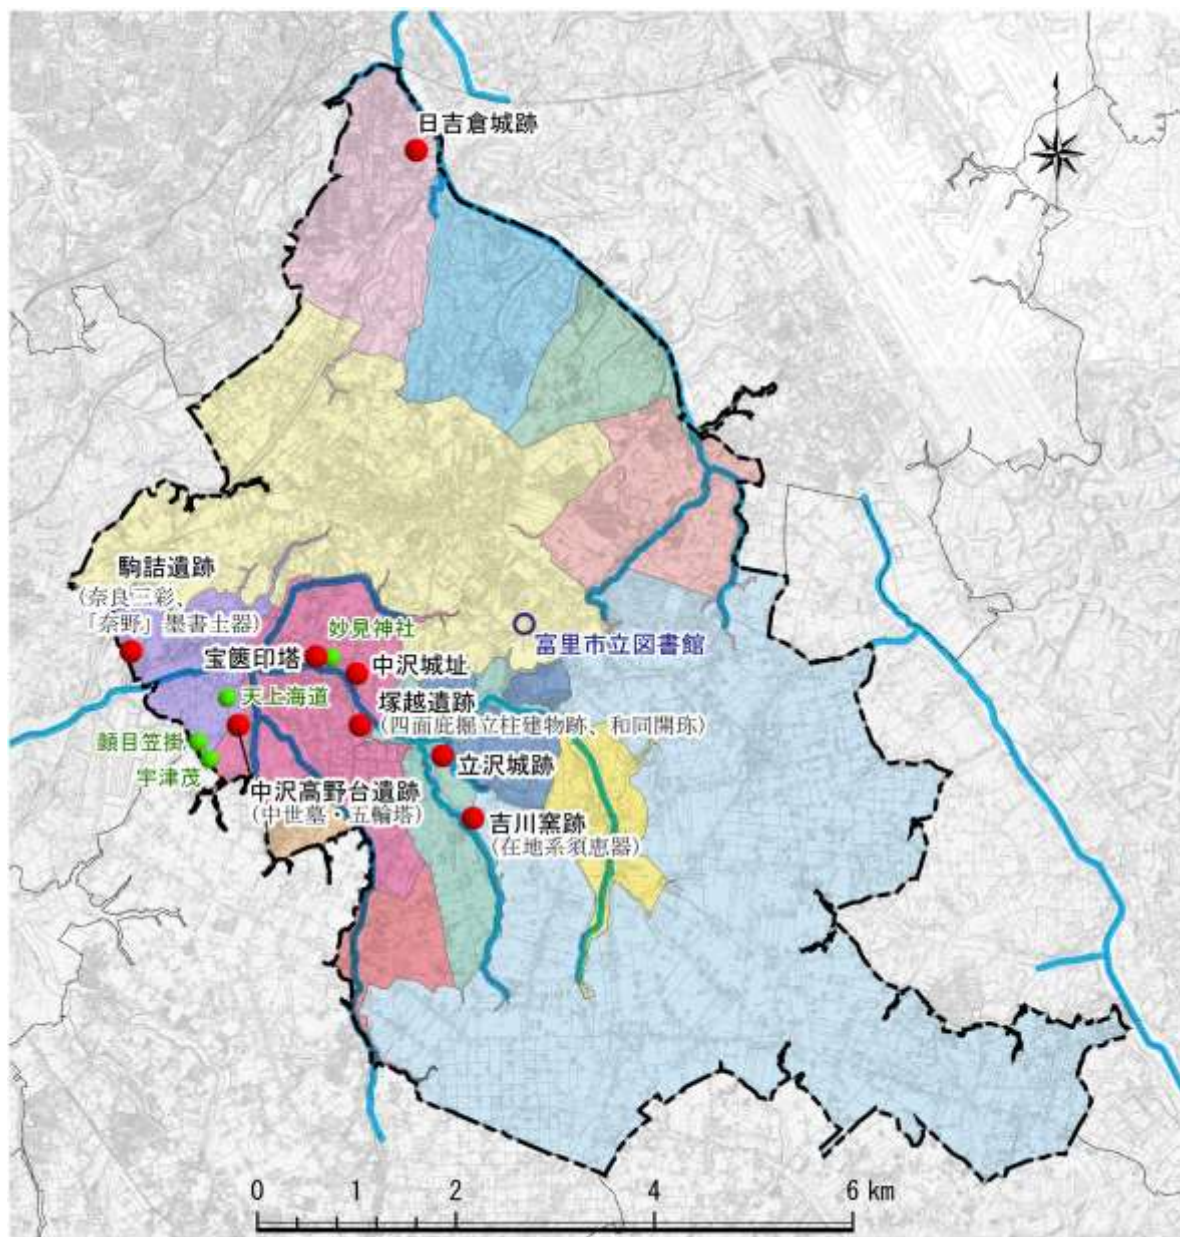 日吉倉城跡
駒詰遺跡
(奈良三彩、
「奈野」墨書土器)
妙見神社
富里市立図書館
宝篋印塔
中沢城址
天上海道
塚越遺跡
(四面庇掘立柱建物跡、和同開珎)
顔目笠掛
宇津茂
立沢城跡
中沢高野台遺跡
(中世墓・五輪塔)
吉川窯跡
(在地系須恵器)
0 1 2 4 6 km